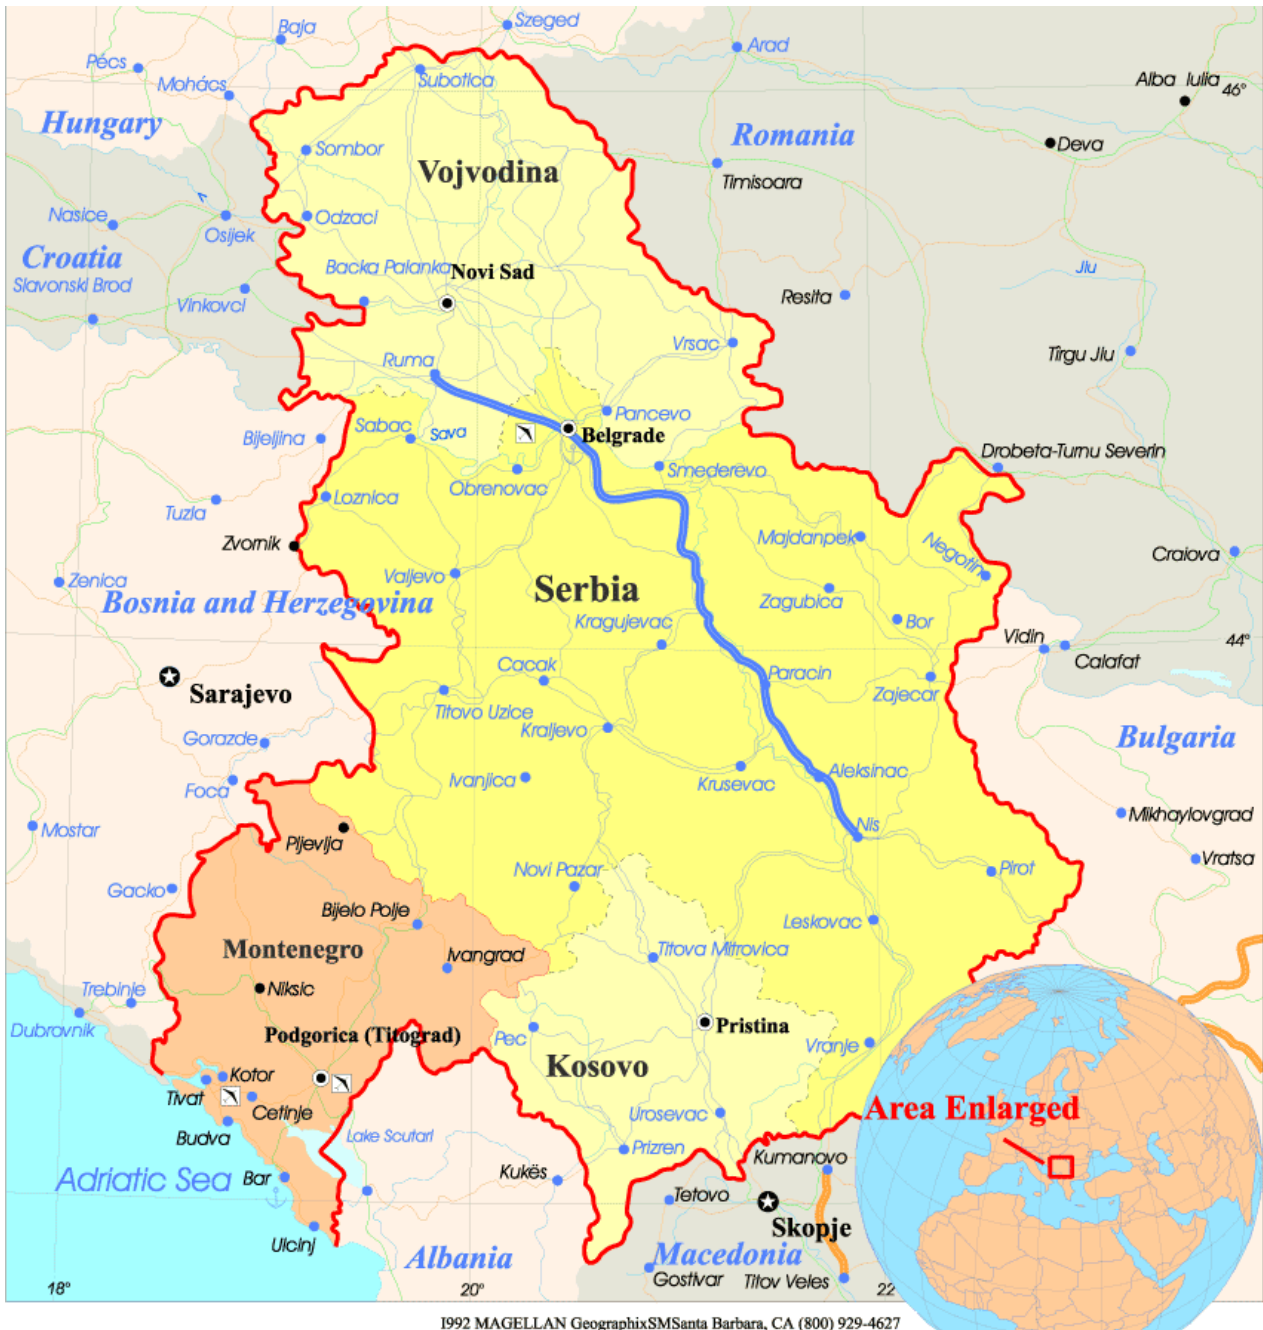 Szeged
Baja
Arad
Pécs
Subotica
Alba Iulia
46°
Mohács
Hungary
Romania
Deva
Sombor
Vojvodina
Timisoara
Nasice
Osijek
Odzaci
Croatia
Backa Palanka
Novi Sad
Jiu
Slavonski Brod
Vinkovci
Resita
Vrsac
Tîrgu Jiu
Ruma
Pancevo
Sabac
Sava
Belgrade
Bijeljina
Drobeta-Turnu Severin
Smederevo
Obrenovac
Loznica
Tuzla
Zvornik
Majdanpek
Negotin
Craiova
Valjevo
Zenica
Serbia
Bosnia and Herzegovina
Zagubica
Kragujevac
Bor
Vidin
44°
Calafat
Cacak
Paracin
Zajecar
Sarajevo
Titovo Uzice
Kraljevo
Bulgaria
Gorazde
Ivanjica
Krusevac
Aleksinac
Foca
Mikhaylovgrad
Mostar
Nis
Pljevlja
Vratsa
Novi Pazar
Pirot
Gacko
Bijelo Polje
Leskovac
Montenegro
Ivangrad
Titova Mitrovica
Trebinje
Niksic
Dubrovnik
Podgorica (Titograd)
Pec
Pristina
Vranje
Kosovo
Kotor
Tivat
Cetinje
Area Enlarged
Urosevac
Budva
Lake Scutari
Prizren
Kumanovo
Adriatic Sea
Bar
Kukës
Tetovo
Skopje
Ulcinj
Albania
Macedonia
Gostivar
Titov Veles
18°
20°
22
1992 MAGELLAN GeographixSMSanta Barbara, CA (800) 929-4627